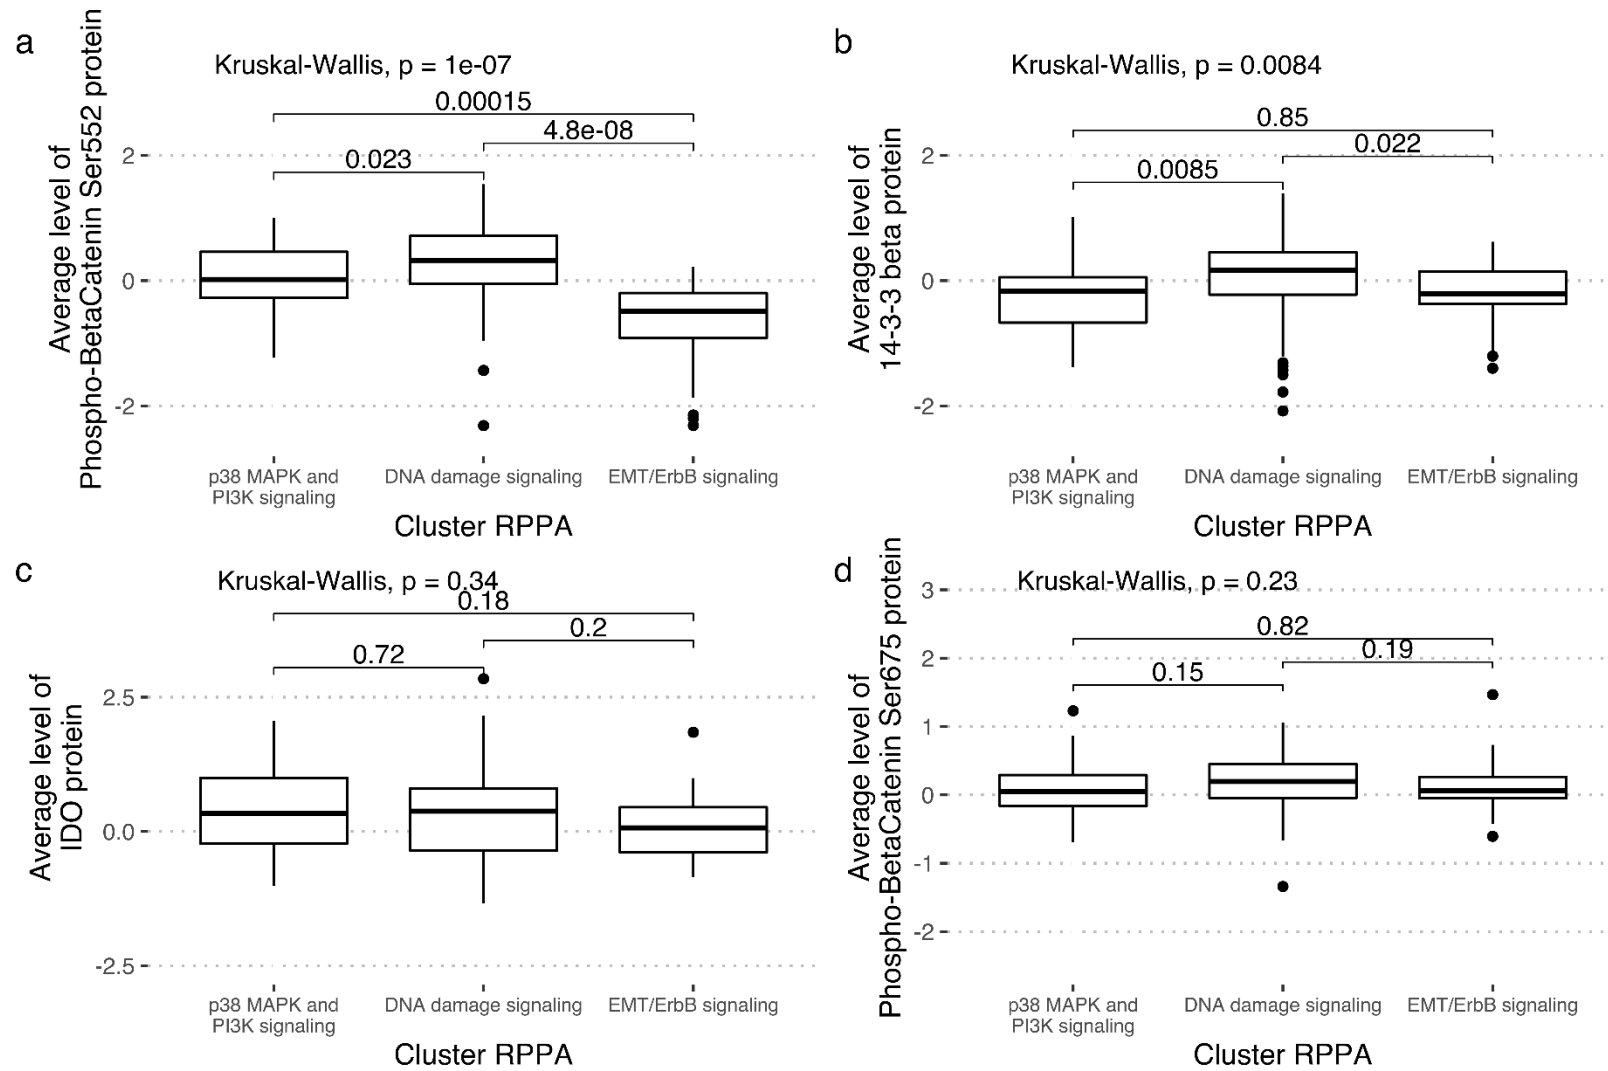 a
Average level of
Phospho-BetaCatenin Ser552 protein
Kruskal-Wallis, p = 1e-07
0.00015
4.8e-08
0.023
2
0
-2
p38 MAPK and
PI3K signaling
DNA damage signaling
EMT/ErbB signaling
Cluster RPPA
b
Average level of
14-3-3 beta protein
Kruskal-Wallis, p = 0.0084
0.85
0.022
0.0085
2
0
-2
p38 MAPK and
PI3K signaling
DNA damage signaling
EMT/ErbB signaling
Cluster RPPA
c
Average level of
IDO protein
Kruskal-Wallis, p = 0.34
0.18
0.2
0.72
2.5
0.0
-2.5
p38 MAPK and
PI3K signaling
DNA damage signaling
EMT/ErbB signaling
Cluster RPPA
d
Average level of
Phospho-BetaCatenin Ser675 protein
Kruskal-Wallis, p = 0.23
0.82
0.19
0.15
3
2
1
0
-1
-2
p38 MAPK and
PI3K signaling
DNA damage signaling
EMT/ErbB signaling
Cluster RPPA